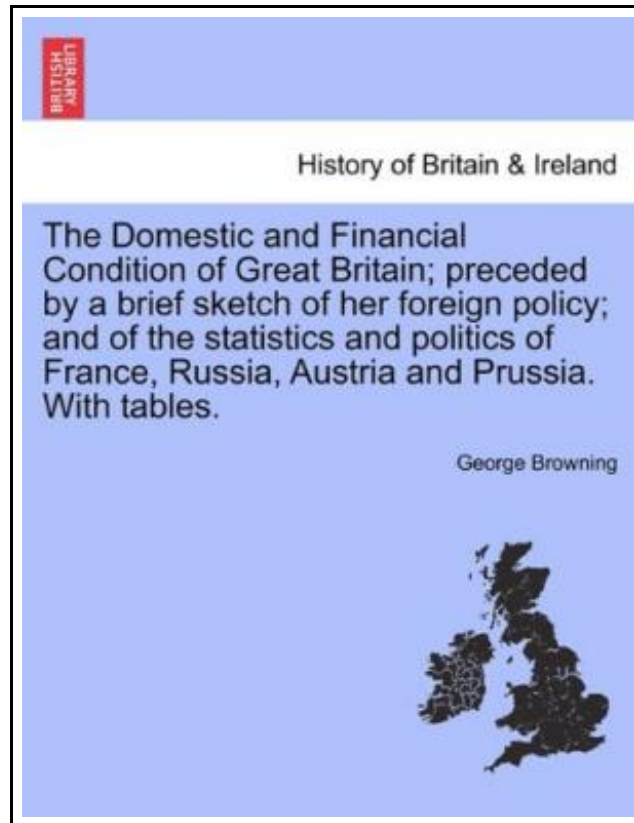 BRITISH
LIBRARY
History of Britain & Ireland
The Domestic and Financial
Condition of Great Britain; preceded
by a brief sketch of her foreign policy;
and of the statistics and politics of
France, Russia, Austria and Prussia.
With tables.
George Browning